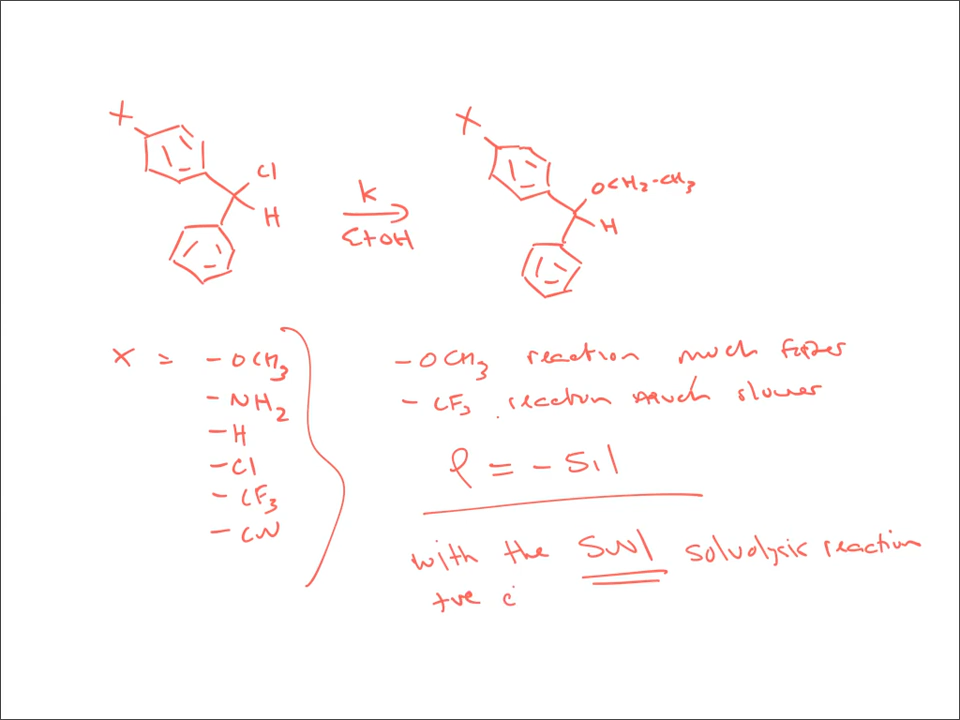 X
Cl
H
k
EtOH
X
OCH2-CH3
H
X = -OCH3
-NH2
-H
-Cl
-CF3
-CN
-OCH3 reaction much faster
-CF3 reaction much slower
ρ = -5.1
with the SN1 solvolysis reaction
+ve c